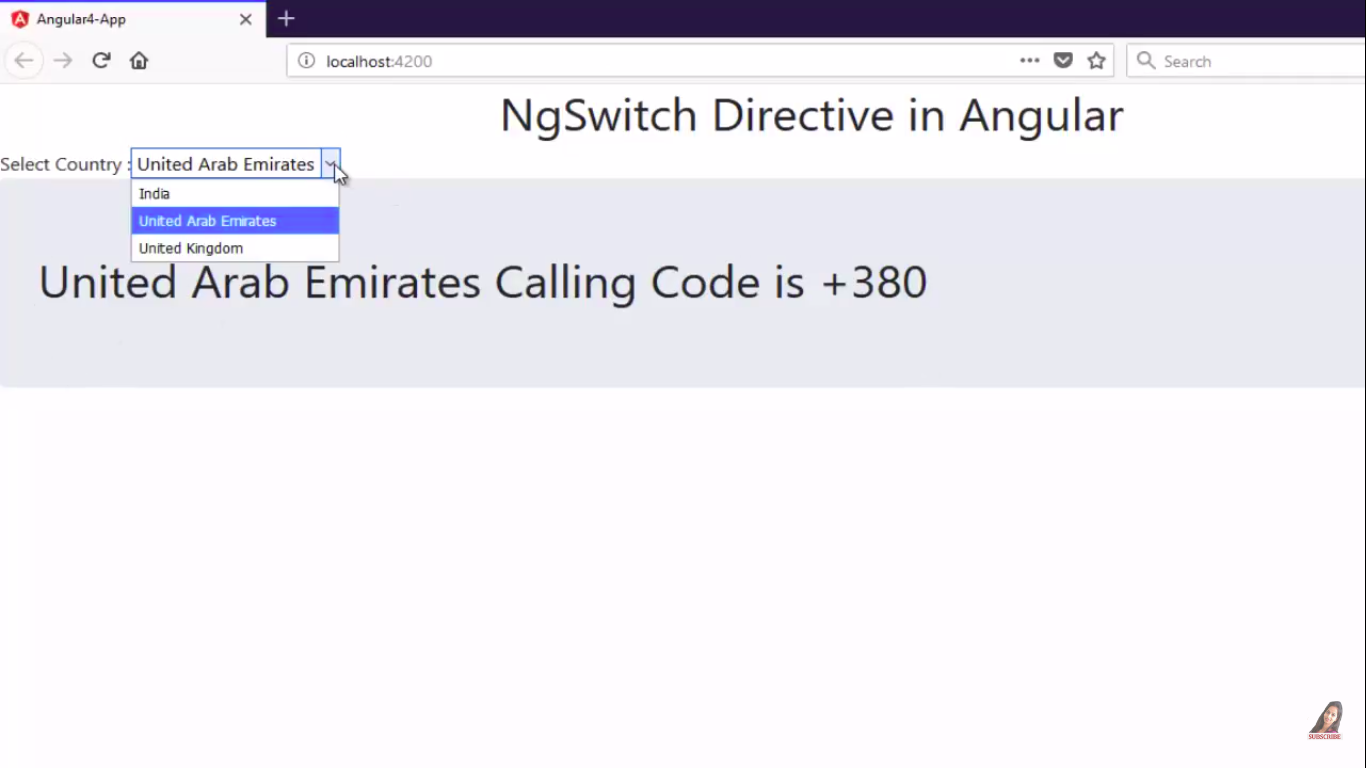 Angular4-App
localhost:4200
Search
NgSwitch Directive in Angular
Select Country : United Arab Emirates
India
United Arab Emirates
United Kingdom
United Arab Emirates Calling Code is +380
SUBSCRIBE